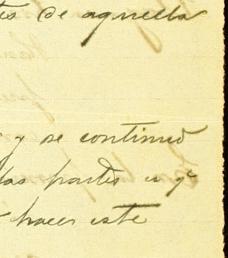 de aquella
y se continuó
las partes
hacer este